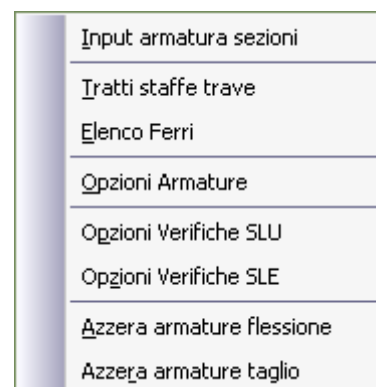 Input armatura sezioni
Tratti staffe trave
Elenco Ferri
Opzioni Armature
Opzioni Verifiche SLU
Opzioni Verifiche SLE
Azzera armature flessione
Azzera armature taglio